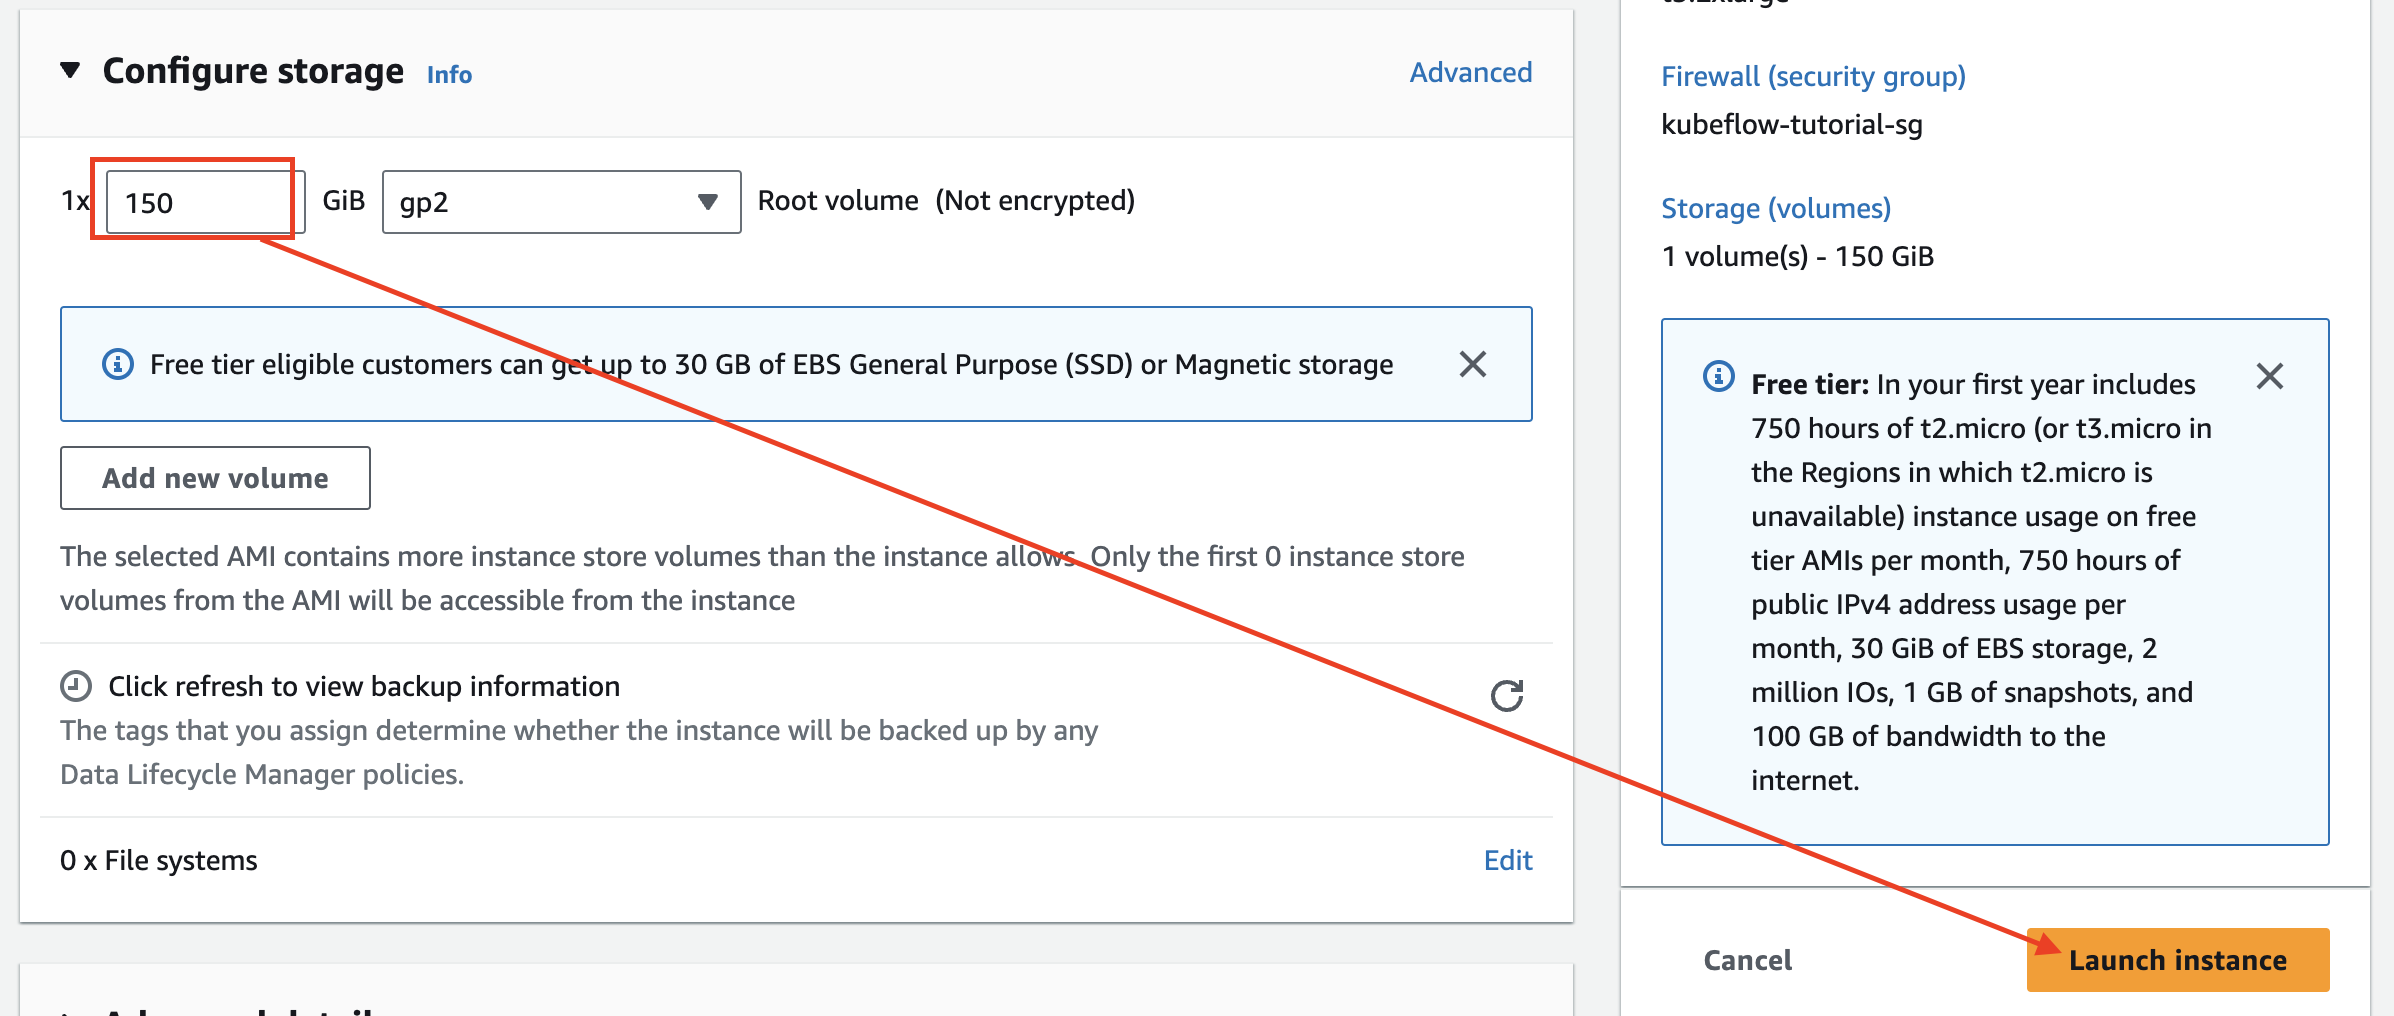 Configure storage Info Advanced
1x 150 GiB gp2 Root volume (Not encrypted)
Free tier eligible customers can get up to 30 GB of EBS General Purpose (SSD) or Magnetic storage
Add new volume
The selected AMI contains more instance store volumes than the instance allows. Only the first 0 instance store
volumes from the AMI will be accessible from the instance
Click refresh to view backup information
The tags that you assign determine whether the instance will be backed up by any
Data Lifecycle Manager policies.
0 x File systems Edit
Firewall (security group)
kubeflow-tutorial-sg
Storage (volumes)
1 volume(s) - 150 GiB
Free tier: In your first year includes
750 hours of t2.micro (or t3.micro in
the Regions in which t2.micro is
unavailable) instance usage on free
tier AMIs per month, 750 hours of
public IPv4 address usage per
month, 30 GiB of EBS storage, 2
million IOs, 1 GB of snapshots, and
100 GB of bandwidth to the
internet.
Cancel Launch instance